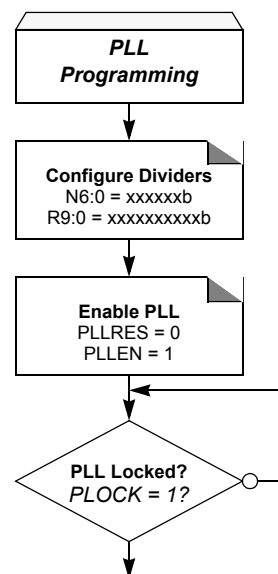 PLL
Programming
Configure Dividers
N6:0 = xxxxxxb
R9:0 = xxxxxxxxxxb
Enable PLL
PLLRES = 0
PLLEN = 1
PLL Locked?
PLOCK = 1?